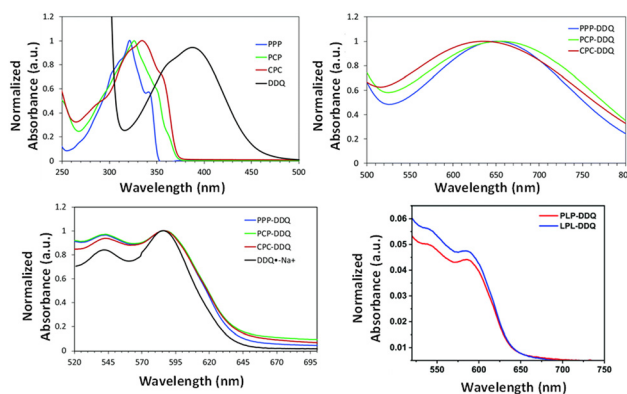 Normalized
Absorbance (a.u.)
1.2
1
0.8
0.6
0.4
0.2
0
250 300 350 400 450 500
Wavelength (nm)
PPP
PCP
CPC
DDQ
Normalized
Absorbance (a.u.)
1.2
1
0.8
0.6
0.4
0.2
0
500 550 600 650 700 750 800
Wavelength (nm)
PPP-DDQ
PCP-DDQ
CPC-DDQ
Normalized
Absorbance (a.u.)
1.2
1
0.8
0.6
0.4
0.2
0
520 545 570 595 620 645 670 695
Wavelength (nm)
PPP-DDQ
PCP-DDQ
CPC-DDQ
DDQ•-Na+
Normalized
Absorbance (a.u.)
0.06
0.05
0.04
0.03
0.02
0.01
550 600 650 700 750
Wavelength (nm)
PLP-DDQ
LPL-DDQ